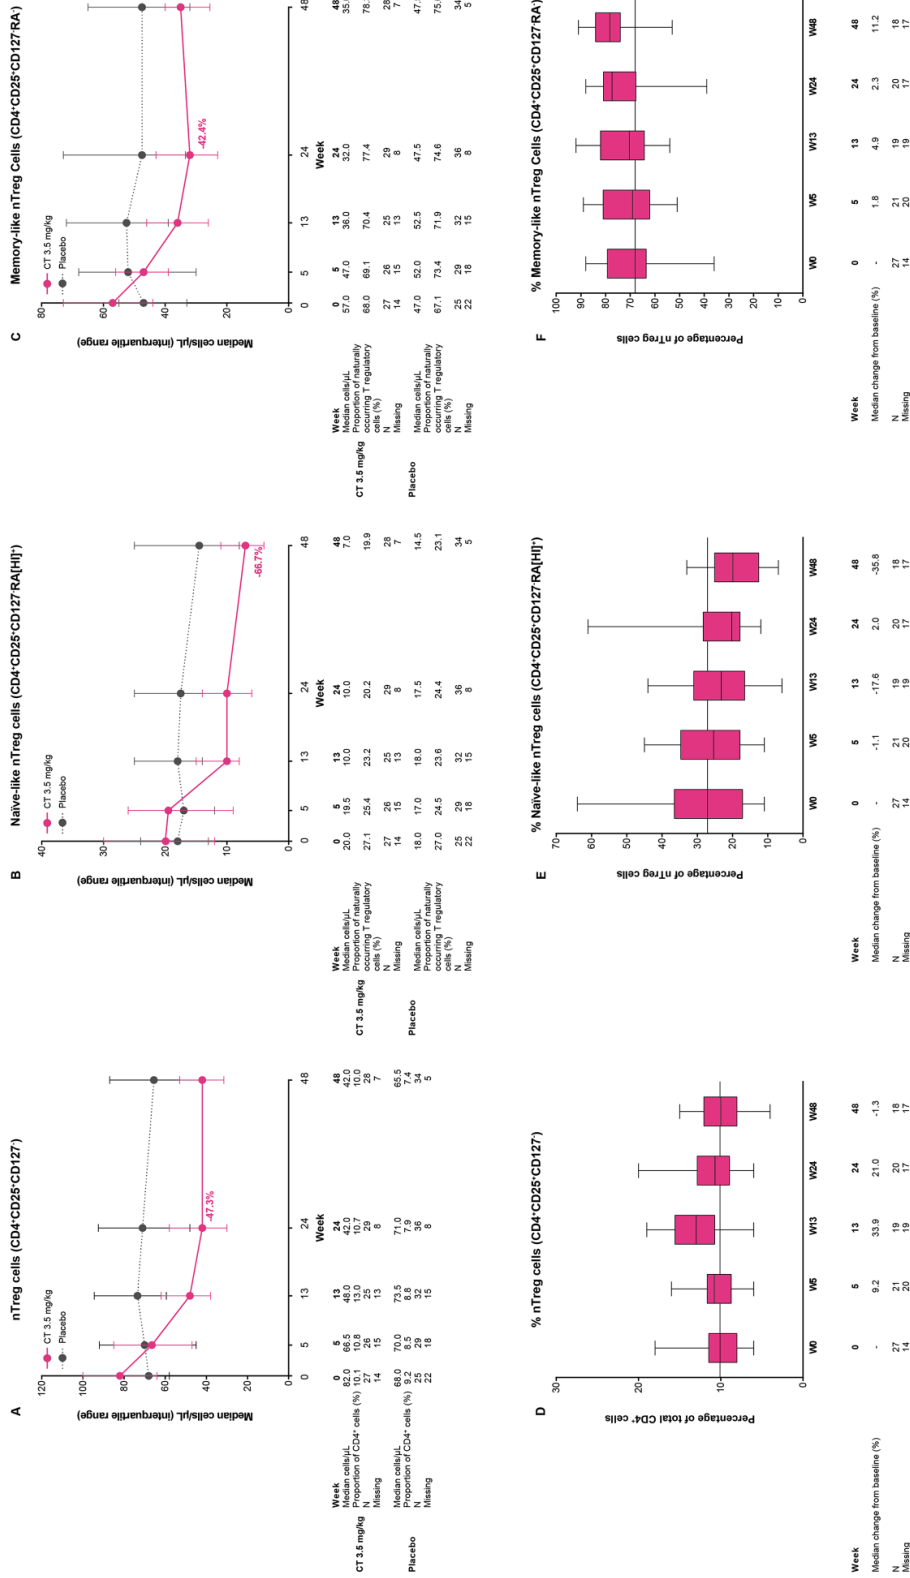 A
nTreg cells (CD4⁺CD25⁺CD127⁻)
CT 3.5 mg/kg
Placebo
Median cells/µL (interquartile range)
120
100
80
60
40
20
0
-47.3%
0 5 13 24 48
Week
Week 0 5 13 24 48
CT 3.5 mg/kg
Median cells/µL 82.0 66.5 48.0 42.0 42.0
Proportion of CD4⁺ cells (%) 10.1 10.8 13.0 10.7 10.0
N 27 26 25 29 28
Missing 14 15 13 8 7
Placebo
Median cells/µL 68.0 70.0 73.5 71.0 65.5
Proportion of CD4⁺ cells (%) 9.2 8.5 8.8 7.9 7.4
N 25 29 32 36 34
Missing 22 18 15 8 5
B
Naïve-like nTreg cells (CD4⁺CD25⁺CD127⁻RA[HI]⁺)
CT 3.5 mg/kg
Placebo
Median cells/µL (interquartile range)
40
30
20
10
0
-66.7%
0 5 13 24 48
Week
Week 0 5 13 24 48
CT 3.5 mg/kg
Median cells/µL 20.0 19.5 10.0 10.0 7.0
Proportion of naturally
occurring T regulatory 27.1 25.4 23.2 20.2 19.9
cells (%)
N 27 26 25 29 28
Missing 14 15 13 8 7
Placebo
Median cells/µL 18.0 17.0 18.0 17.5 14.5
Proportion of naturally
occurring T regulatory 27.0 24.5 23.6 24.4 23.1
cells (%)
N 25 29 32 36 34
Missing 22 18 15 8 5
C
Memory-like nTreg Cells (CD4⁺CD25⁺CD127⁻RA⁻)
CT 3.5 mg/kg
Placebo
Median cells/µL (interquartile range)
80
60
40
20
0
-42.4%
0 5 13 24 48
Week
Week 0 5 13 24 48
CT 3.5 mg/kg
Median cells/µL 57.0 47.0 36.0 32.0 35.
Proportion of naturally
occurring T regulatory 68.0 69.1 70.4 77.4 78.
cells (%)
N 27 26 25 29 28
Missing 14 15 13 8 7
Placebo
Median cells/µL 47.0 52.0 52.5 47.5 47.
Proportion of naturally
occurring T regulatory 67.1 73.4 71.9 74.6 75.
cells (%)
N 25 29 32 36 34
Missing 22 18 15 8 5
D
% nTreg cells (CD4⁺CD25⁺CD127⁻)
Percentage of total CD4⁺ cells
30
20
10
0
W0 W5 W13 W24 W48
Week 0 5 13 24 48
Median change from baseline (%) - 9.2 33.9 21.0 -1.3
N 27 21 19 20 18
Missing 14 20 19 17 17
E
% Naïve-like nTreg cells (CD4⁺CD25⁺CD127⁻RA[HI]⁺)
Percentage of nTreg cells
70
60
50
40
30
20
10
0
W0 W5 W13 W24 W48
Week 0 5 13 24 48
Median change from baseline (%) - -1.1 -17.6 2.0 -35.8
N 27 21 19 20 18
Missing 14 20 19 17 17
F
% Memory-like nTreg Cells (CD4⁺CD25⁺CD127⁻RA⁻)
Percentage of nTreg cells
100
90
80
70
60
50
40
30
20
10
0
W0 W5 W13 W24 W48
Week 0 5 13 24 48
Median change from baseline (%) - 1.8 4.9 2.3 11.2
N 27 21 19 20 18
Missing 14 20 19 17 17